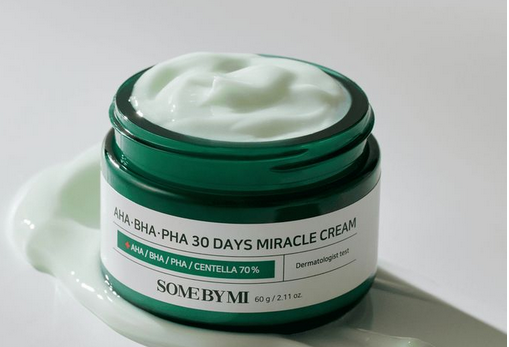 AHA·BHA·PHA 30 DAYS MIRACLE CREAM
AHA / BHA / PHA / CENTELLA 70%
Dermatologist test
SOME BY MI 60 g / 2.11 oz.